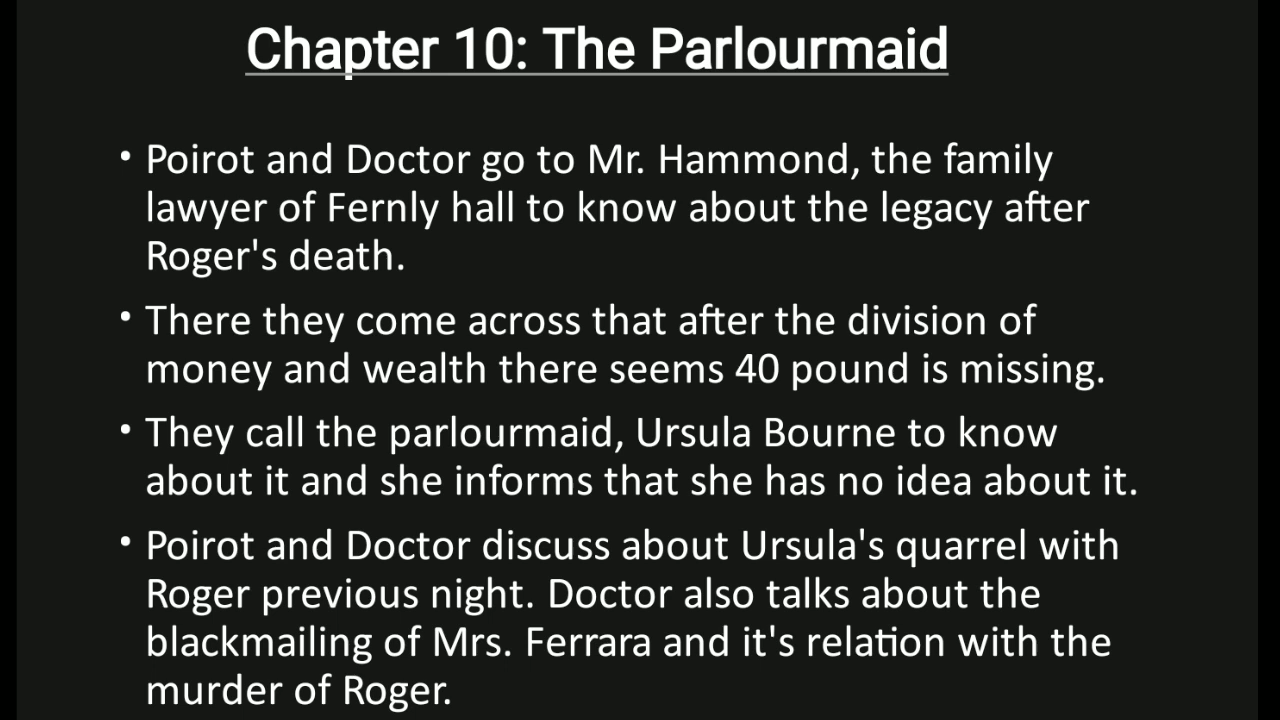 Chapter 10: The Parlourmaid
• Poirot and Doctor go to Mr. Hammond, the family
lawyer of Fernly hall to know about the legacy after
Roger's death.
• There they come across that after the division of
money and wealth there seems 40 pound is missing.
• They call the parlourmaid, Ursula Bourne to know
about it and she informs that she has no idea about it.
• Poirot and Doctor discuss about Ursula's quarrel with
Roger previous night. Doctor also talks about the
blackmailing of Mrs. Ferrara and it's relation with the
murder of Roger.